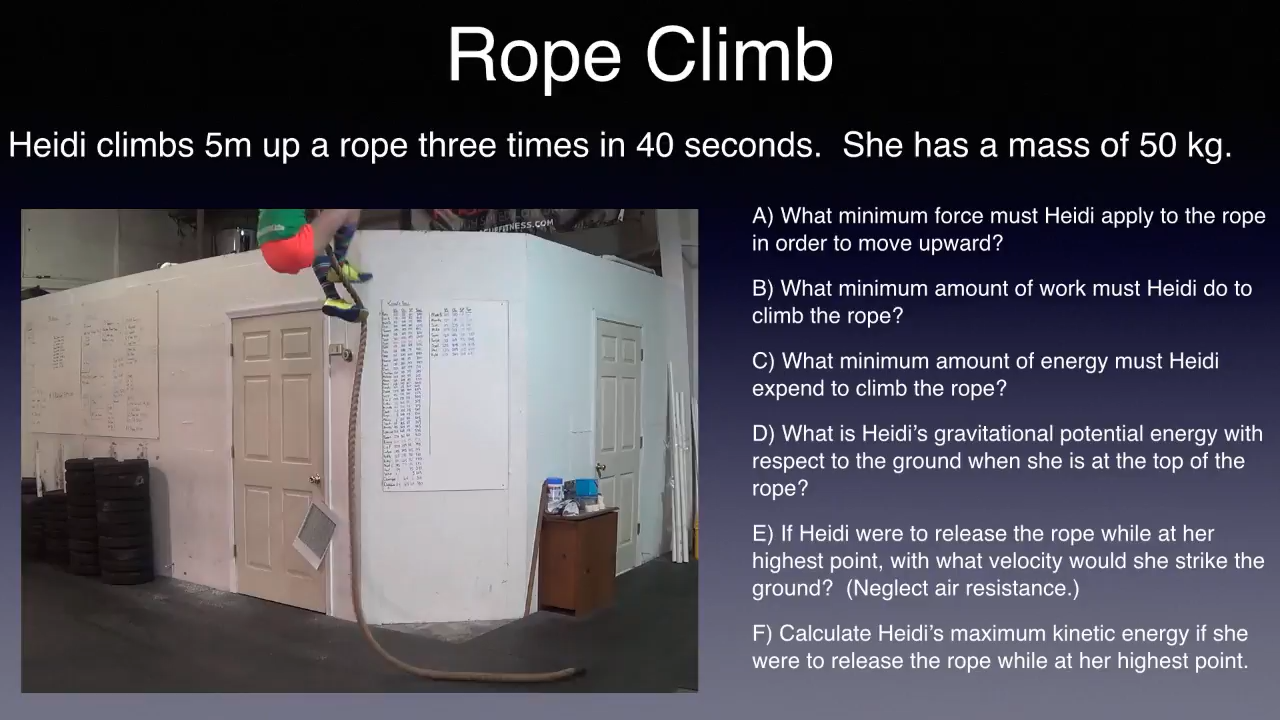 Rope Climb
Heidi climbs 5m up a rope three times in 40 seconds.  She has a mass of 50 kg.
FITNESS.COM
A) What minimum force must Heidi apply to the rope
in order to move upward?
B) What minimum amount of work must Heidi do to
climb the rope?
C) What minimum amount of energy must Heidi
expend to climb the rope?
D) What is Heidi's gravitational potential energy with
respect to the ground when she is at the top of the
rope?
E) If Heidi were to release the rope while at her
highest point, with what velocity would she strike the
ground?  (Neglect air resistance.)
F) Calculate Heidi's maximum kinetic energy if she
were to release the rope while at her highest point.